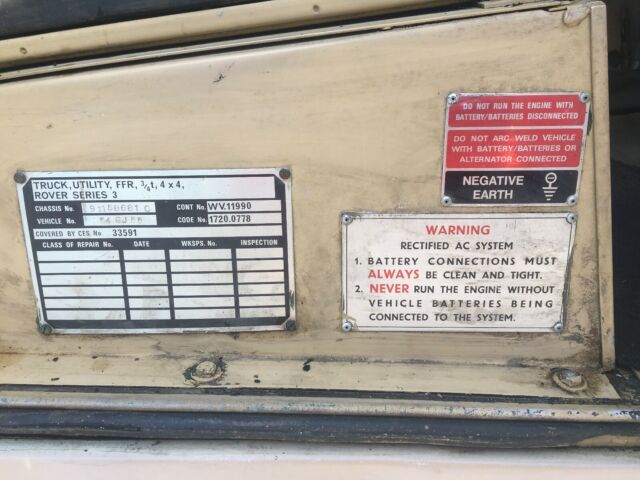 TRUCK, UTILITY, FFR, 3/4t, 4 x 4,
ROVER SERIES 3
CHASSIS No. CONT No. WV.11990
VEHICLE No. CODE No. 1720.0778
COVERED BY CES. No. 33591
CLASS OF REPAIR No. DATE WKSPS. No. INSPECTION
DO NOT RUN THE ENGINE WITH
BATTERY/BATTERIES DISCONNECTED
DO NOT ARC WELD VEHICLE
WITH BATTERY/BATTERIES OR
ALTERNATOR CONNECTED
NEGATIVE
EARTH
WARNING
RECTIFIED AC SYSTEM
1. BATTERY CONNECTIONS MUST
ALWAYS BE CLEAN AND TIGHT.
2. NEVER RUN THE ENGINE WITHOUT
VEHICLE BATTERIES BEING
CONNECTED TO THE SYSTEM.